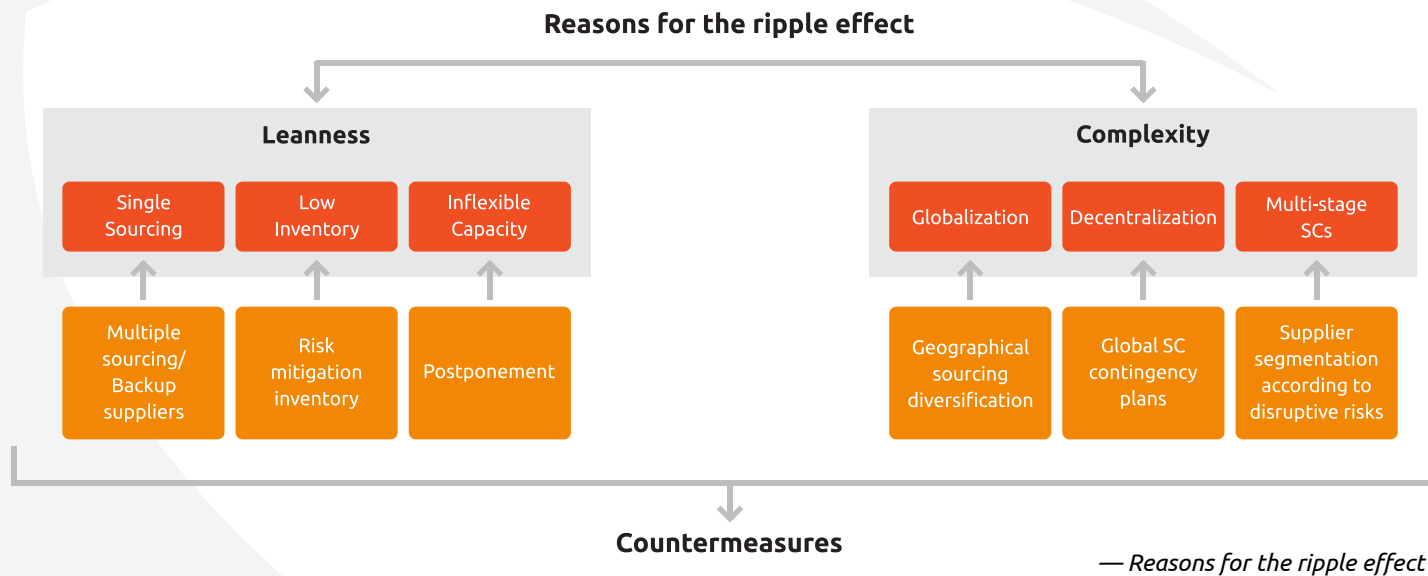 Reasons for the ripple effect
Leanness
Single
Sourcing
Low
Inventory
Inflexible
Capacity
Multiple
sourcing/
Backup
suppliers
Risk
mitigation
inventory
Postponement
Complexity
Globalization
Decentralization
Multi-stage
SCs
Geographical
sourcing
diversification
Global SC
contingency
plans
Supplier
segmentation
according to
disruptive risks
Countermeasures
— Reasons for the ripple effect